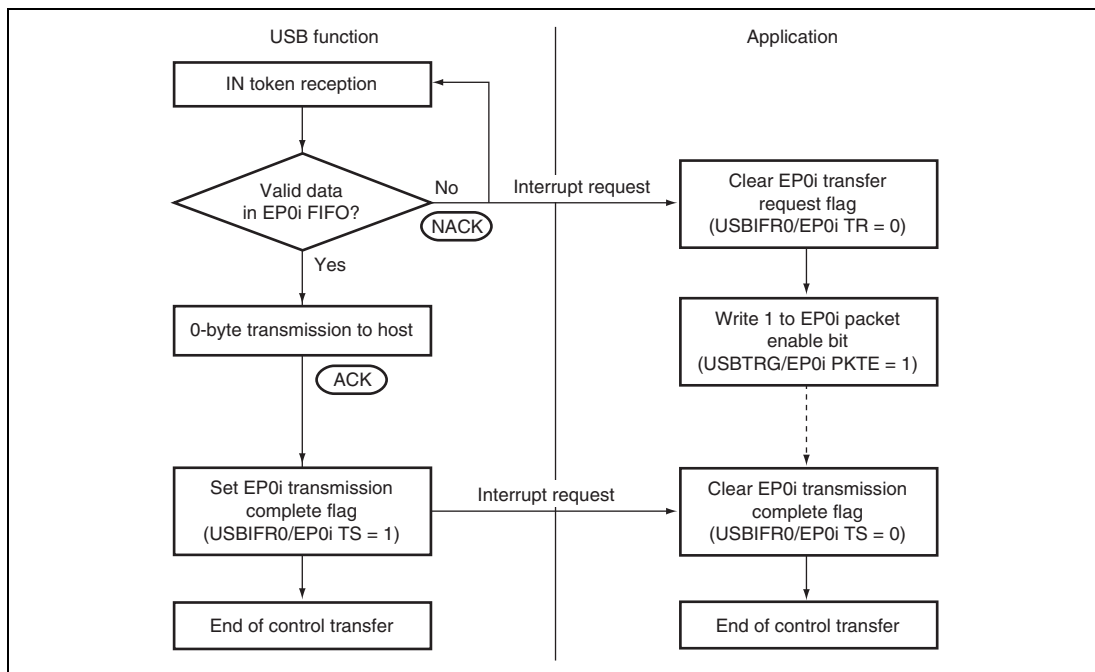 USB function
Application
IN token reception
Valid data
in EP0i FIFO?
No
NACK
Interrupt request
Clear EP0i transfer
request flag
(USBIFR0/EP0i TR = 0)
Yes
0-byte transmission to host
Write 1 to EP0i packet
enable bit
(USBTRG/EP0i PKTE = 1)
ACK
Set EP0i transmission
complete flag
(USBIFR0/EP0i TS = 1)
Interrupt request
Clear EP0i transmission
complete flag
(USBIFR0/EP0i TS = 0)
End of control transfer
End of control transfer